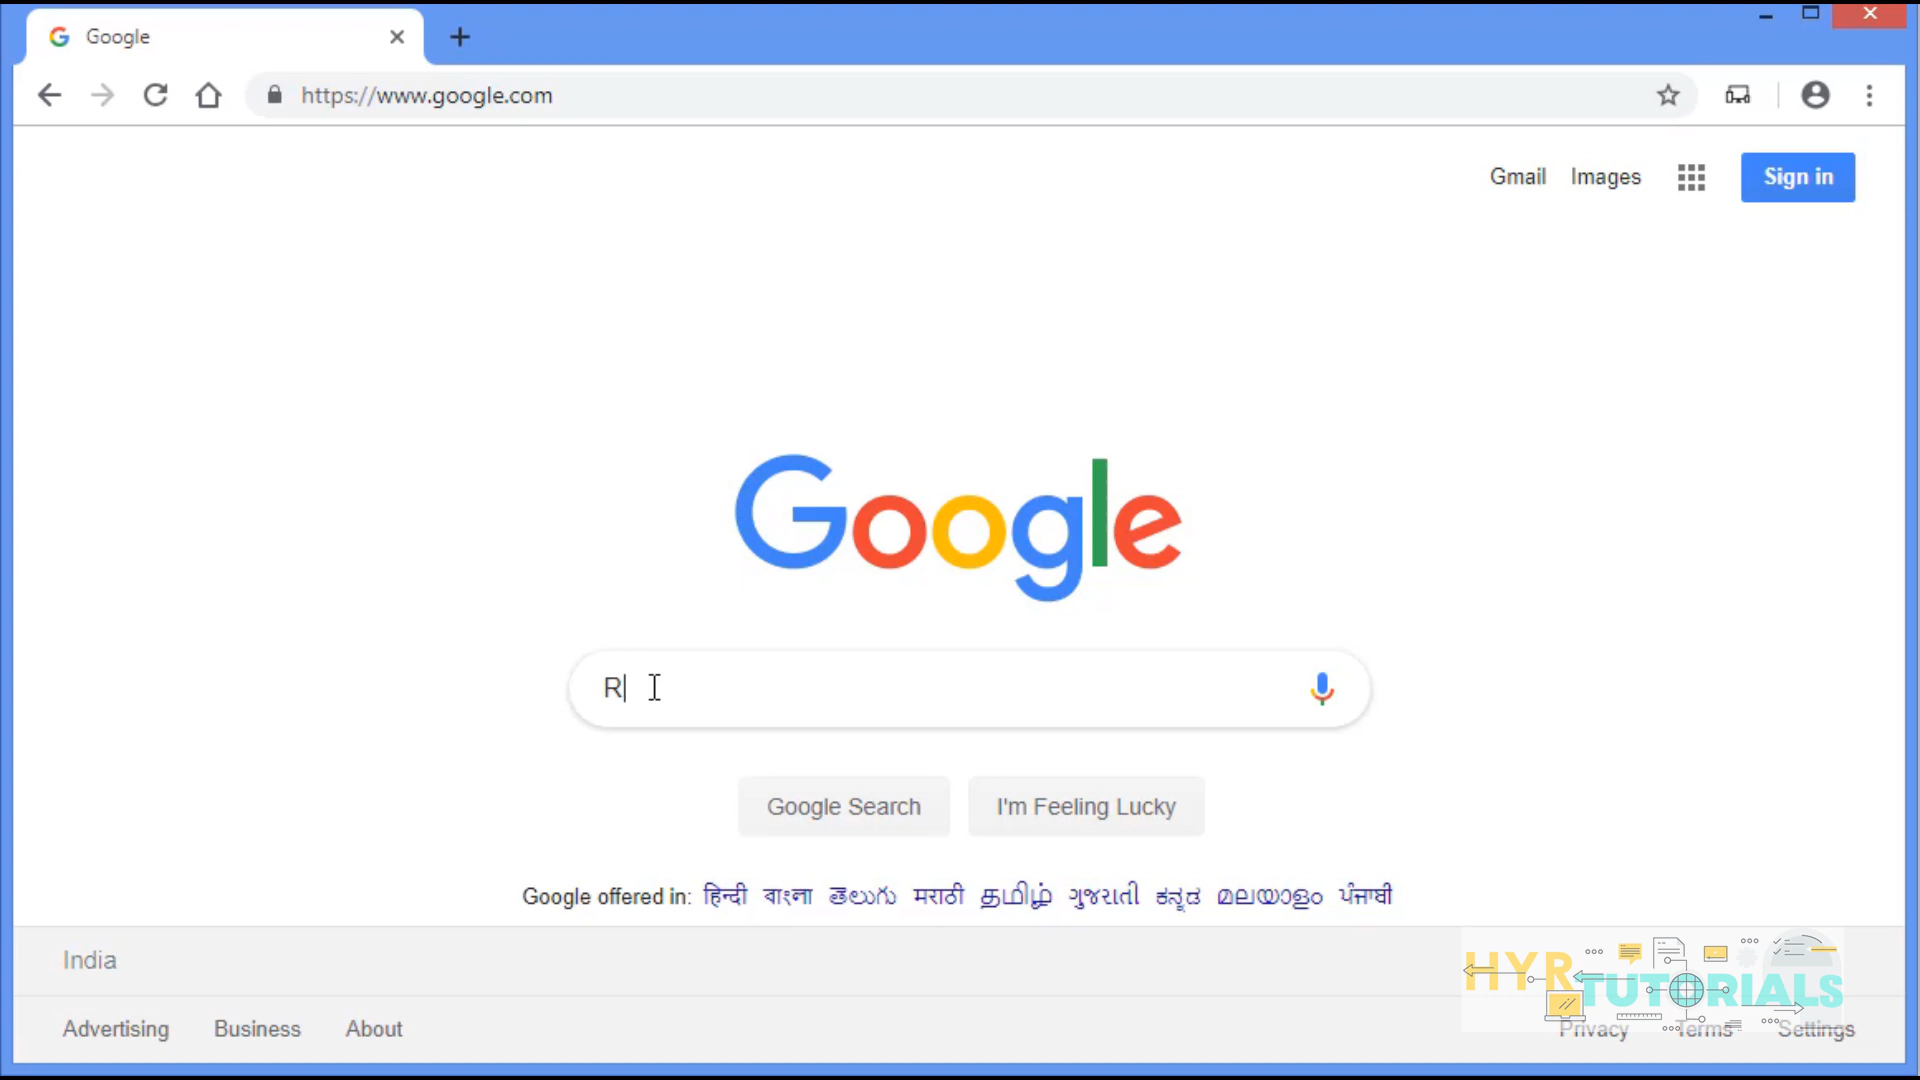 Google
https://www.google.com
Gmail Images Sign in
Google
R
Google Search I'm Feeling Lucky
Google offered in: हिन्दी বাংলা తెలుగు मराठी தமிழ் ગુજરાતી ಕನ್ನಡ മലയാളം ਪੰਜਾਬੀ
India
HYR TUTORIALS
Advertising Business About Privacy Terms Settings